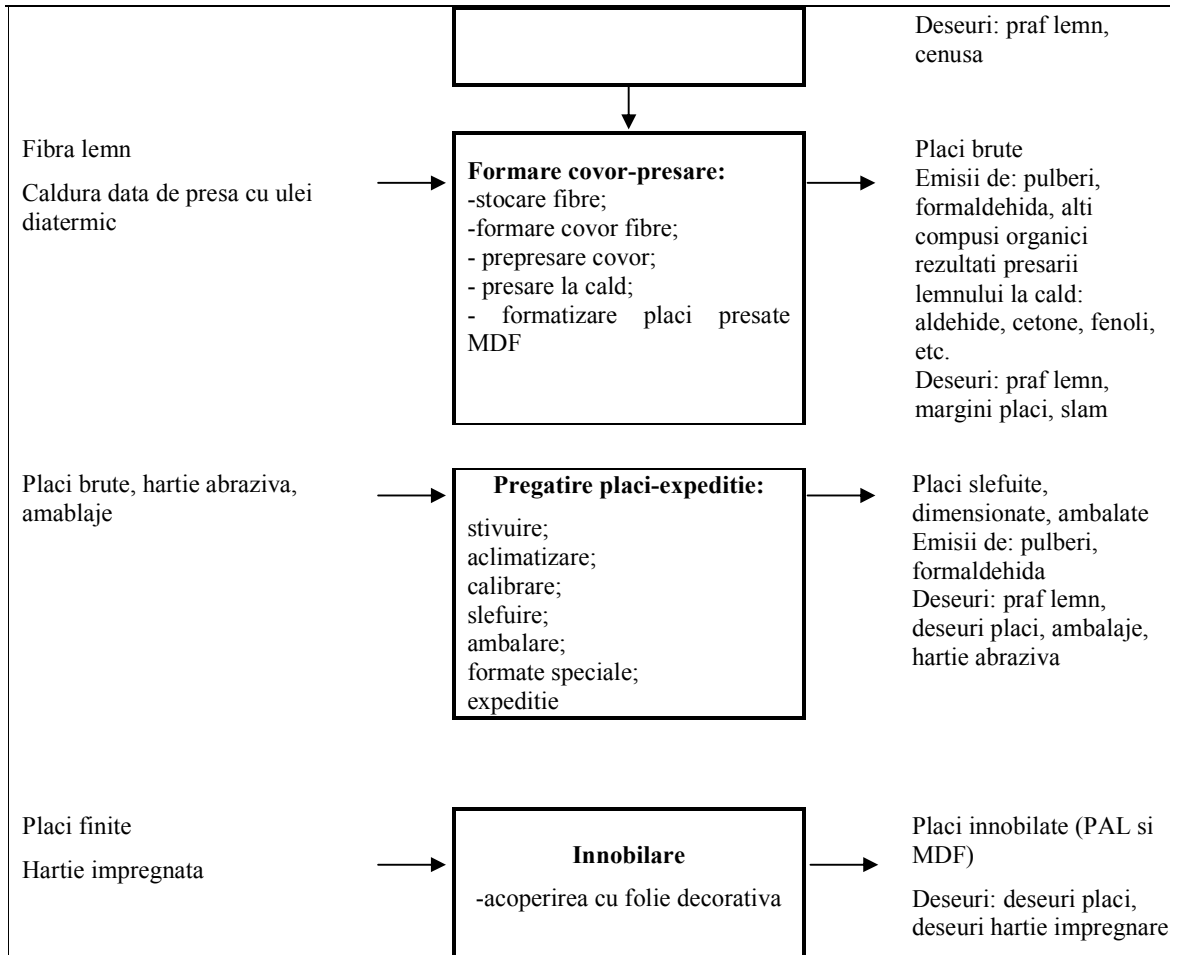 Deseuri: praf lemn,
cenusa
Fibra lemn
Caldura data de presa cu ulei
diatermic
Formare covor-presare:
-stocare fibre;
-formare covor fibre;
- prepresare covor;
- presare la cald;
- formatizare placi presate
MDF
Placi brute
Emisii de: pulberi,
formaldehida, alti
compusi organici
rezultati presarii
lemnului la cald:
aldehide, cetone, fenoli,
etc.
Deseuri: praf lemn,
margini placi, slam
Placi brute, hartie abraziva,
amablaje
Pregatire placi-expeditie:
stivuire;
aclimatizare;
calibrare;
slefuire;
ambalare;
formate speciale;
expeditie
Placi slefuite,
dimensionate, ambalate
Emisii de: pulberi,
formaldehida
Deseuri: praf lemn,
deseuri placi, ambalaje,
hartie abraziva
Placi finite
Hartie impregnata
Innobilare
-acoperirea cu folie decorativa
Placi innobilate (PAL si
MDF)
Deseuri: deseuri placi,
deseuri hartie impregnare